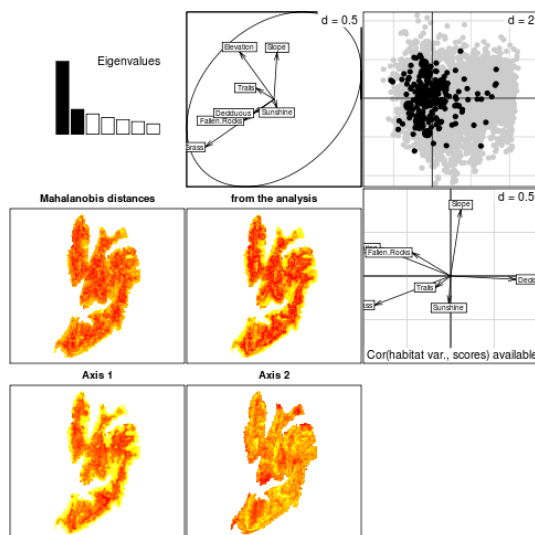 Eigenvalues
d = 0.5
Elevation
Slope
Trails
Deciduous
Sunshine
Fallen.Rocks
Grass
d = 2
Mahalanobis distances
from the analysis
d = 0.5
Slope
Fallen.Rocks
Trails
Sunshine
Cor(habitat var., scores) available
Axis 1
Axis 2